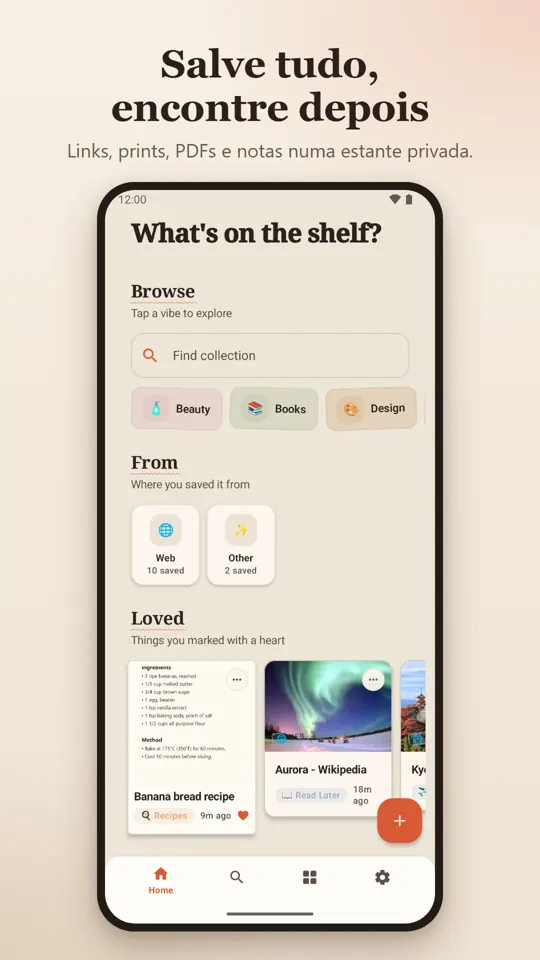 Salve tudo,
encontre depois
Links, prints, PDFs e notas numa estante privada.
12:00
What's on the shelf?
Browse
Tap a vibe to explore
Find collection
Beauty
Books
Design
From
Where you saved it from
Web
10 saved
Other
2 saved
Loved
Things you marked with a heart
Ingredients
• 3 ripe bananas, mashed
• 1/3 cup melted butter
• 3/4 cup brown sugar
• 1 egg, beaten
• 1 tsp vanilla extract
• 1 tsp baking soda, pinch of salt
• 1 1/2 cups all-purpose flour
Method
• Bake at 175°C (350°F) for 60 minutes.
• Cool 10 minutes before slicing.
Banana bread recipe
Recipes
9m ago
Aurora - Wikipedia
Read Later
18m
ago
Kyo
Home